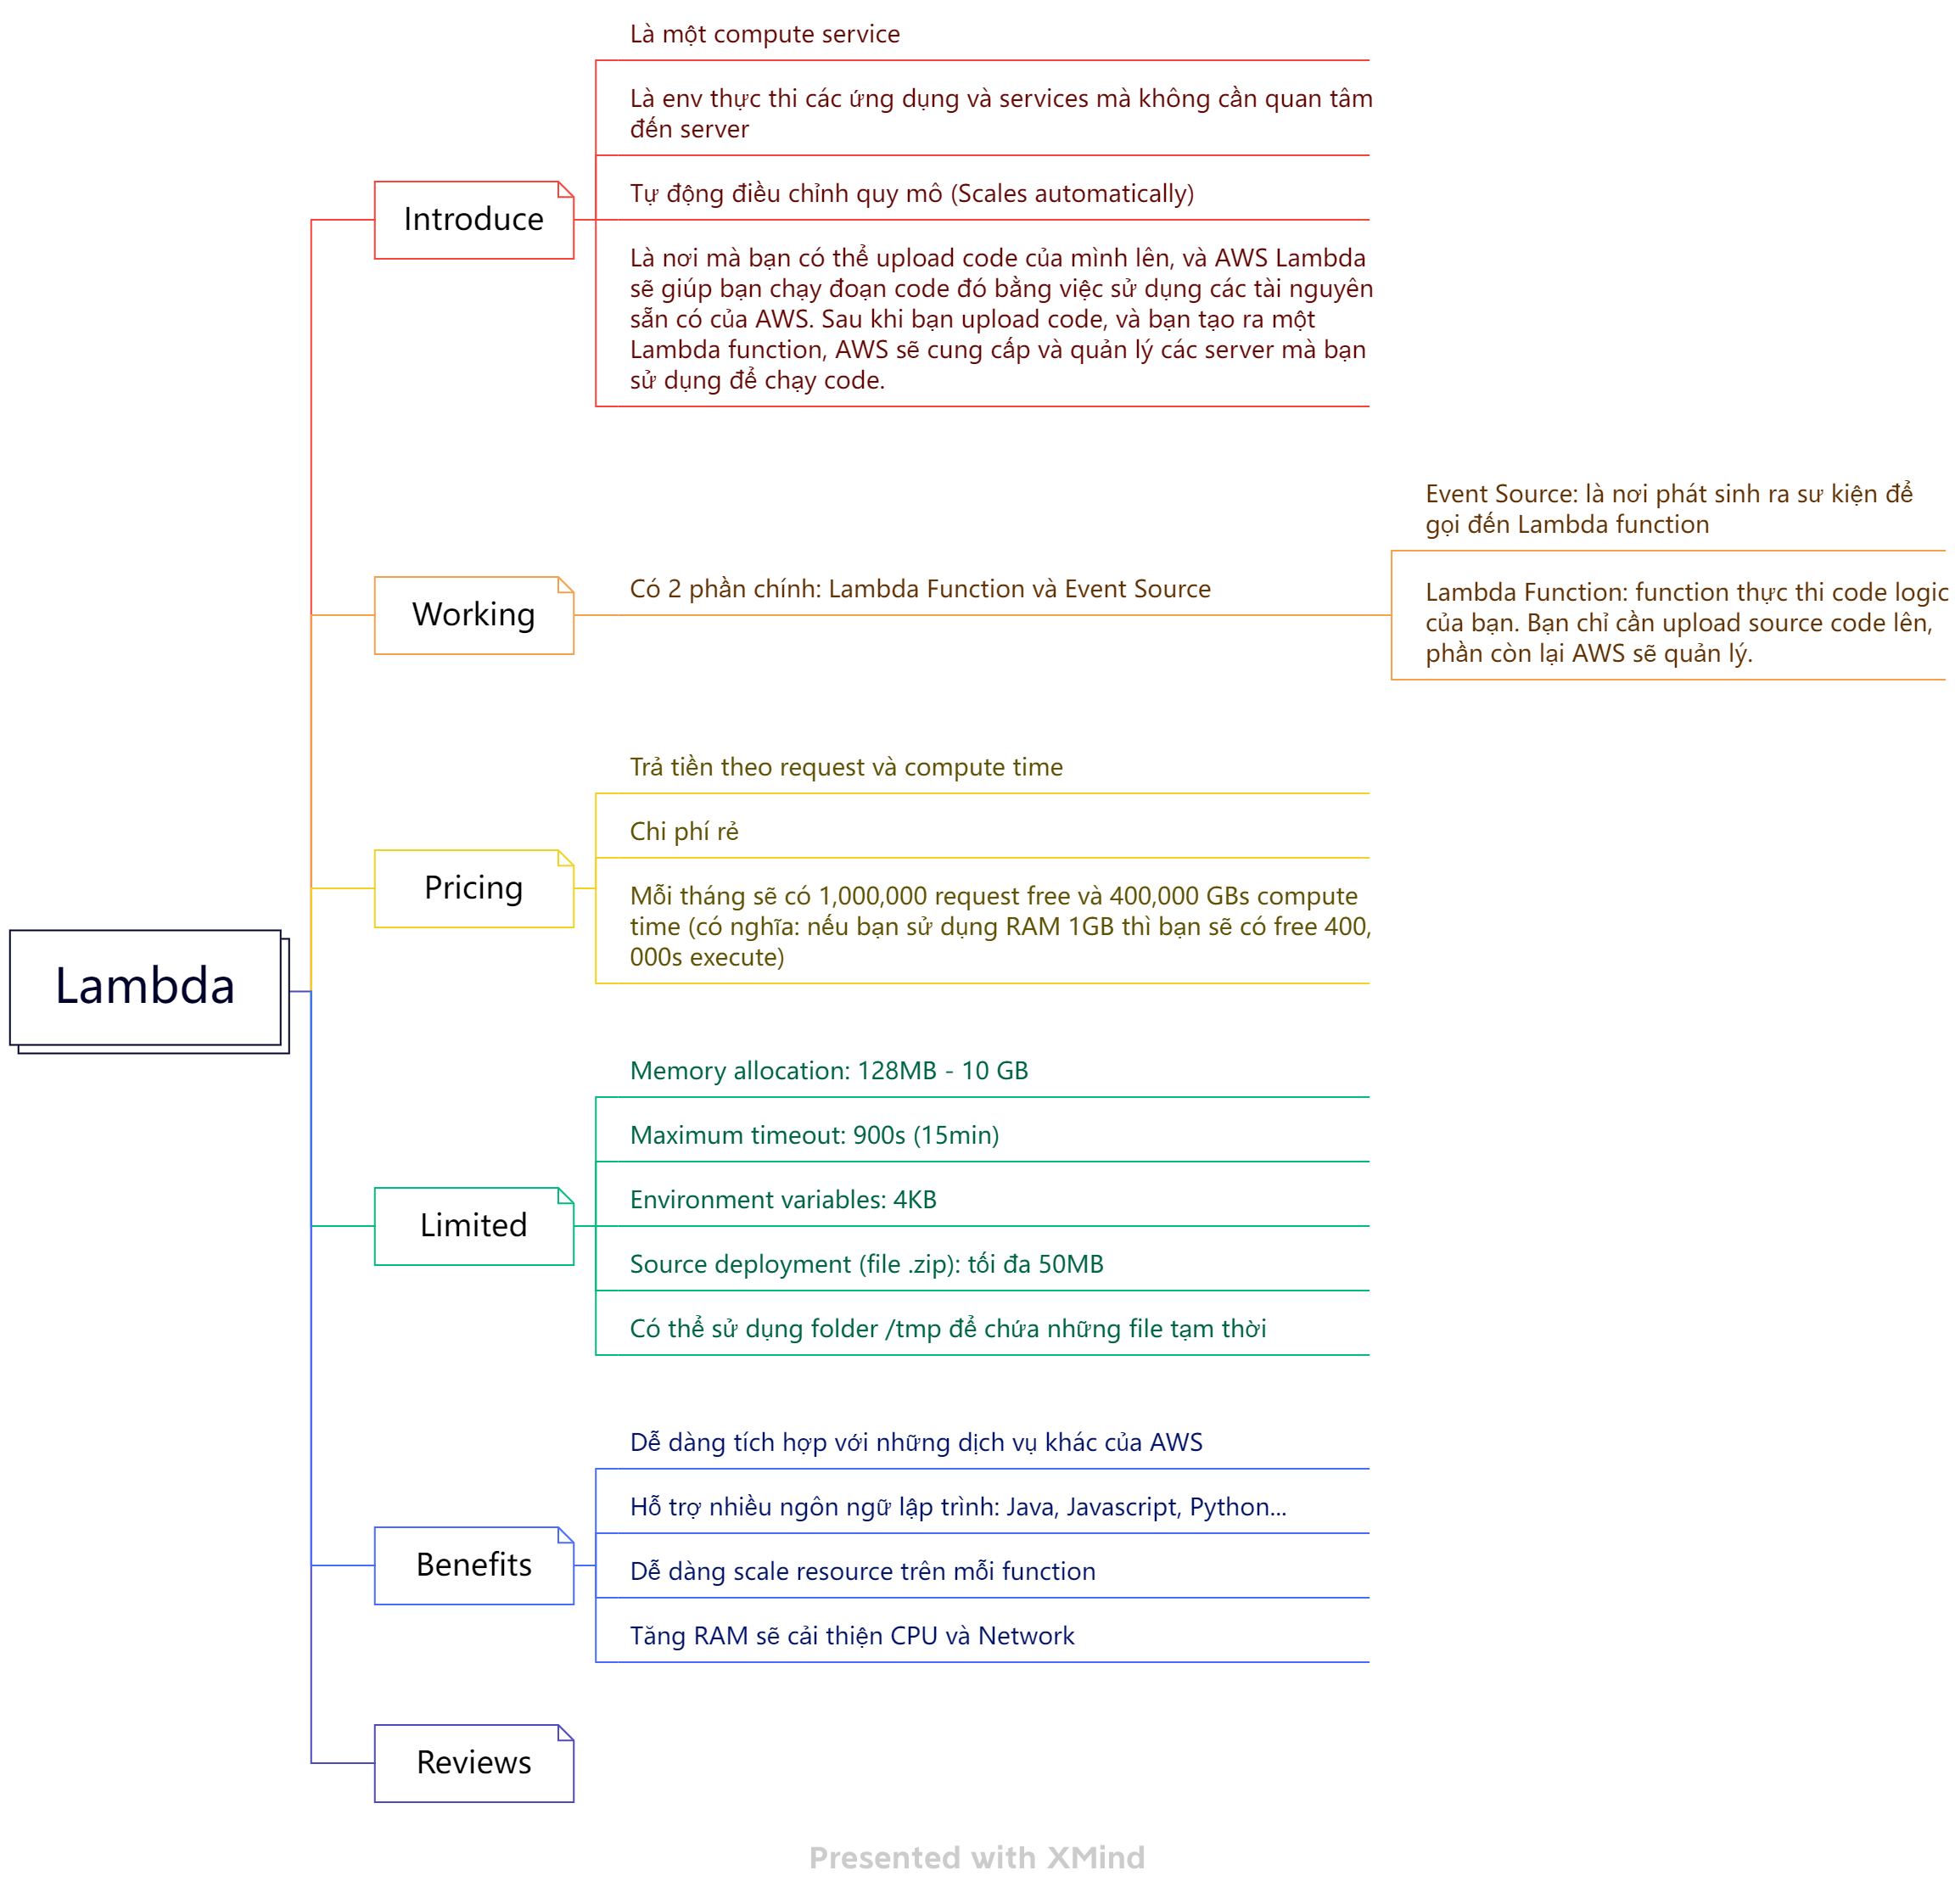 Lambda
Introduce
Là một compute service
Là env thực thi các ứng dụng và services mà không cần quan tâm
đến server
Tự động điều chỉnh quy mô (Scales automatically)
Là nơi mà bạn có thể upload code của mình lên, và AWS Lambda
sẽ giúp bạn chạy đoạn code đó bằng việc sử dụng các tài nguyên
sẵn có của AWS. Sau khi bạn upload code, và bạn tạo ra một
Lambda function, AWS sẽ cung cấp và quản lý các server mà bạn
sử dụng để chạy code.
Working
Có 2 phần chính: Lambda Function và Event Source
Event Source: là nơi phát sinh ra sư kiện để
gọi đến Lambda function
Lambda Function: function thực thi code logic
của bạn. Bạn chỉ cần upload source code lên,
phần còn lại AWS sẽ quản lý.
Pricing
Trả tiền theo request và compute time
Chi phí rẻ
Mỗi tháng sẽ có 1,000,000 request free và 400,000 GBs compute
time (có nghĩa: nếu bạn sử dụng RAM 1GB thì bạn sẽ có free 400,
000s execute)
Limited
Memory allocation: 128MB - 10 GB
Maximum timeout: 900s (15min)
Environment variables: 4KB
Source deployment (file .zip): tối đa 50MB
Có thể sử dụng folder /tmp để chứa những file tạm thời
Benefits
Dễ dàng tích hợp với những dịch vụ khác của AWS
Hỗ trợ nhiều ngôn ngữ lập trình: Java, Javascript, Python...
Dễ dàng scale resource trên mỗi function
Tăng RAM sẽ cải thiện CPU và Network
Reviews
Presented with XMind